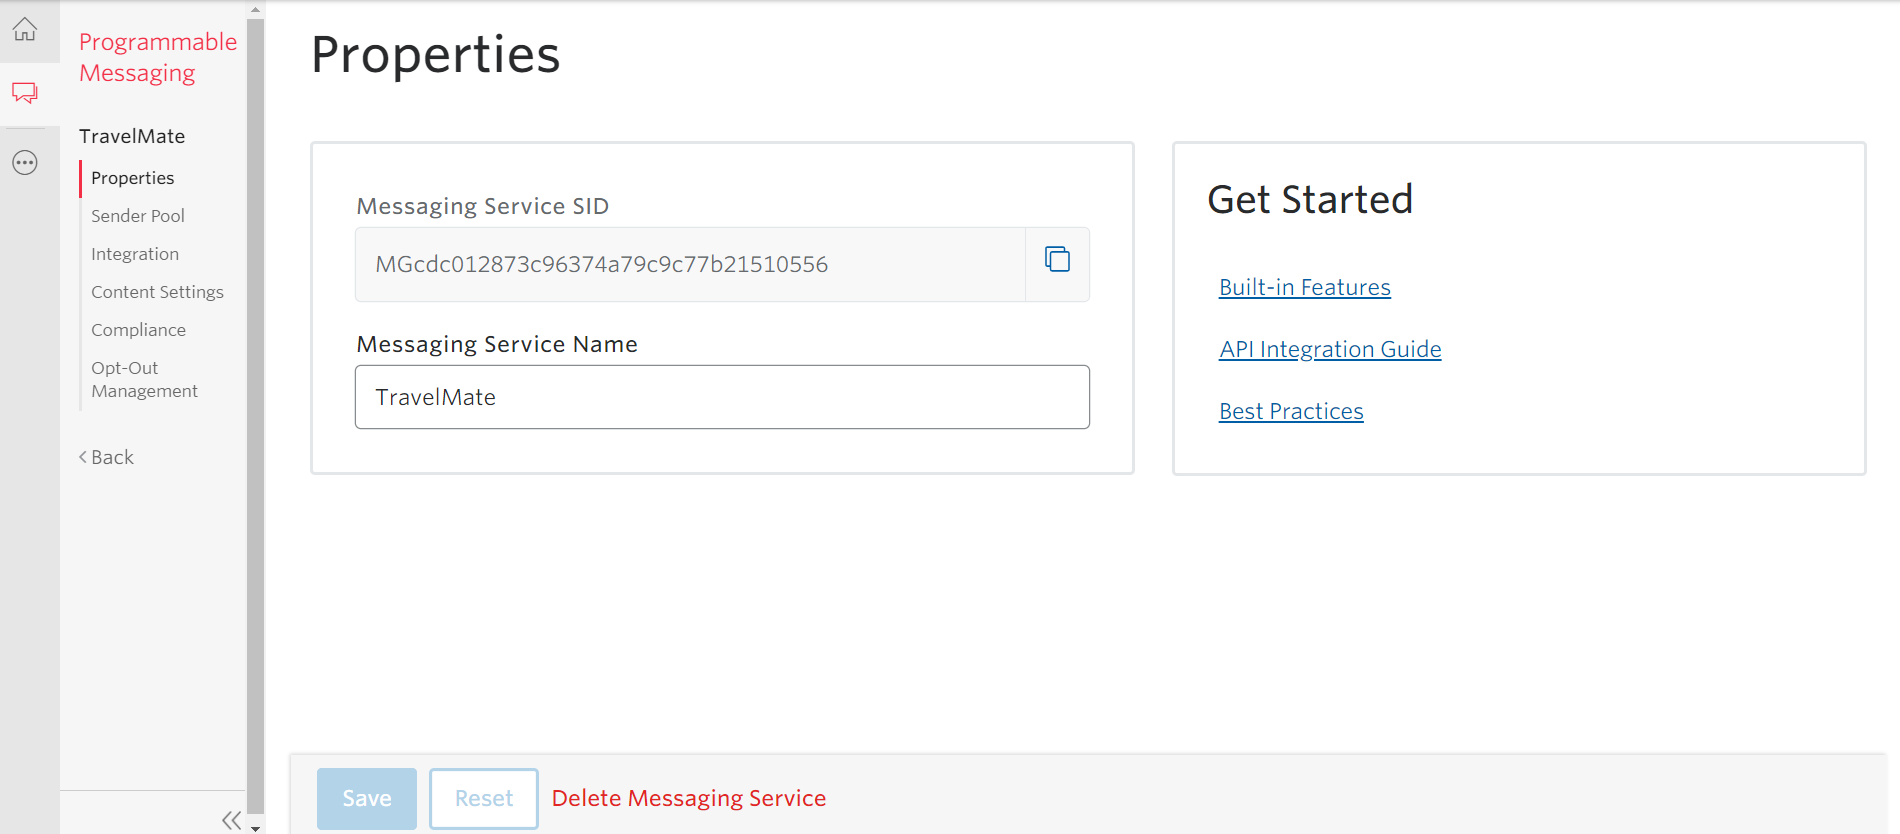 Programmable
Messaging
TravelMate
Properties
Sender Pool
Integration
Content Settings
Compliance
Opt-Out
Management
Back
Properties
Messaging Service SID
MGcdc012873c96374a79c9c77b21510556
Messaging Service Name
TravelMate
Get Started
Built-in Features
API Integration Guide
Best Practices
Save
Reset
Delete Messaging Service